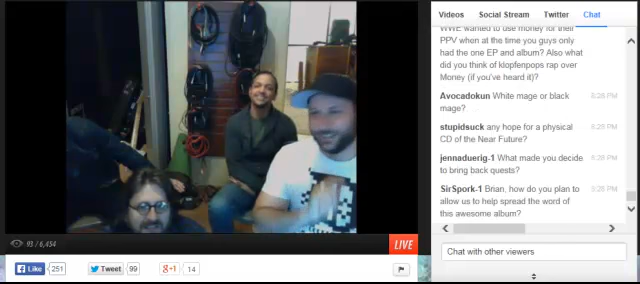 Videos Social Stream Twitter Chat
WWE wanted to use money for their
PPV when at the time you guys only
had the one EP and album? Also what
did you think of klopfenpops rap over
Money (if you've heard it)?
Avocadokun White mage or black 8:28 PM
mage?
stupidsuck any hope for a physical 8:28 PM
CD of the Near Future?
jennaduerig-1 What made you decide 8:28 PM
to bring back quests?
SirSpork-1 Brian, how do you plan to 8:28 PM
allow us to help spread the word of
this awesome album?
93 / 6,454 LIVE
Like 251 Tweet 99 +1 14
Chat with other viewers